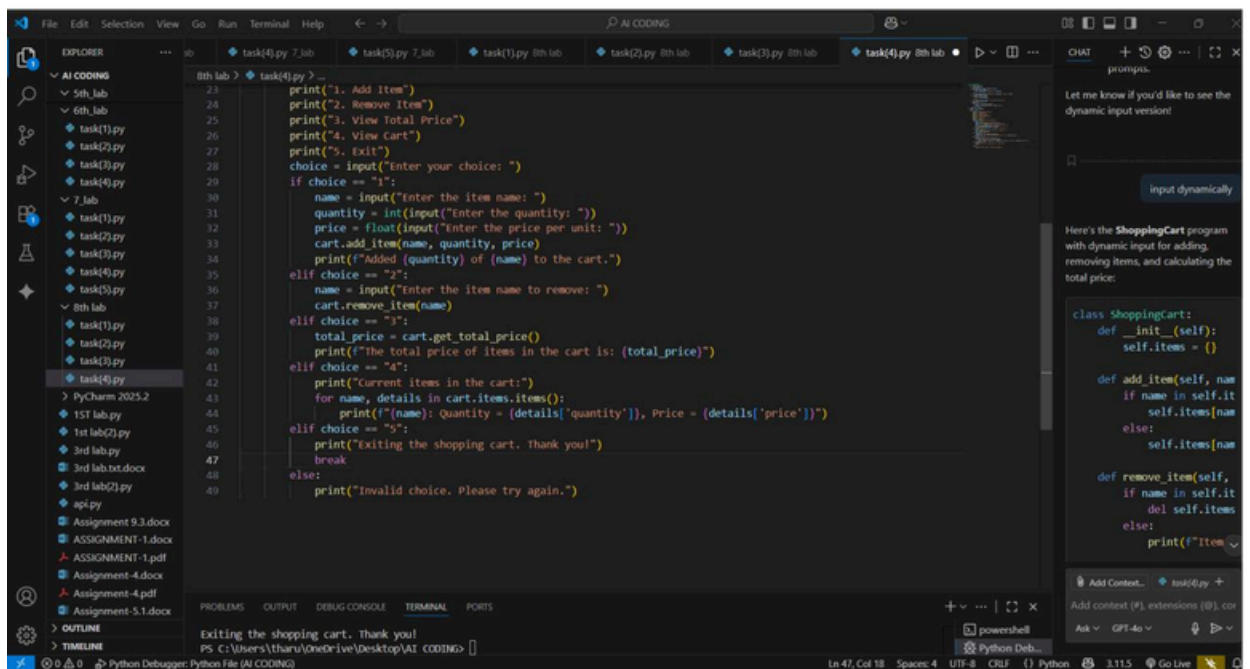 File Edit Selection View Go Run Terminal Help
AI CODING
EXPLORER
AI CODING
5th_lab
6th_lab
task(1).py
task(2).py
task(3).py
task(4).py
7_lab
task(1).py
task(2).py
task(3).py
task(4).py
task(5).py
8th lab
task(1).py
task(2).py
task(3).py
task(4).py
PyCharm 2025.2
1ST lab.py
1st lab(2).py
3rd lab.py
3rd lab.txt.docx
3rd lab(2).py
api.py
Assignment 9.3.docx
ASSIGNMENT-1.docx
ASSIGNMENT-1.pdf
Assignment-4.docx
Assignment-4.pdf
Assignment-5.1.docx
OUTLINE
TIMELINE
task(4).py 7_lab task(5).py 7_lab task(1).py 8th lab task(2).py 8th lab task(3).py 8th lab task(4).py 8th lab
8th lab > task(4).py > ...
23 print("1. Add Item")
24 print("2. Remove Item")
25 print("3. View Total Price")
26 print("4. View Cart")
27 print("5. Exit")
28 choice = input("Enter your choice: ")
29 if choice == "1":
30 name = input("Enter the item name: ")
31 quantity = int(input("Enter the quantity: "))
32 price = float(input("Enter the price per unit: "))
33 cart.add_item(name, quantity, price)
34 print(f"Added {quantity} of {name} to the cart.")
35 elif choice == "2":
36 name = input("Enter the item name to remove: ")
37 cart.remove_item(name)
38 elif choice == "3":
39 total_price = cart.get_total_price()
40 print(f"The total price of items in the cart is: {total_price}")
41 elif choice == "4":
42 print("Current items in the cart:")
43 for name, details in cart.items.items():
44 print(f"{name}: Quantity = {details['quantity']}, Price = {details['price']}")
45 elif choice == "5":
46 print("Exiting the shopping cart. Thank you!")
47 break
48 else:
49 print("Invalid choice. Please try again.")
PROBLEMS OUTPUT DEBUG CONSOLE TERMINAL PORTS
Exiting the shopping cart. Thank you!
PS C:\Users\tharu\OneDrive\Desktop\AI CODING>
powershell
Python Deb...
CHAT
prompts.
Let me know if you'd like to see the
dynamic input version!
input dynamically
Here's the ShoppingCart program
with dynamic input for adding,
removing items, and calculating the
total price:
class ShoppingCart:
def __init__(self):
self.items = {}
def add_item(self, nam
if name in self.it
self.items[nam
else:
self.items[nam
def remove_item(self,
if name in self.it
del self.items
else:
print(f"Item
Add Context... task(4).py +
Add context (#), extensions (@), cor
Ask GPT-4o
0 0 0 Python Debugger: Python File (AI CODING)
Ln 47, Col 18 Spaces: 4 UTF-8 CRLF {} Python 3.11.5 Go Live